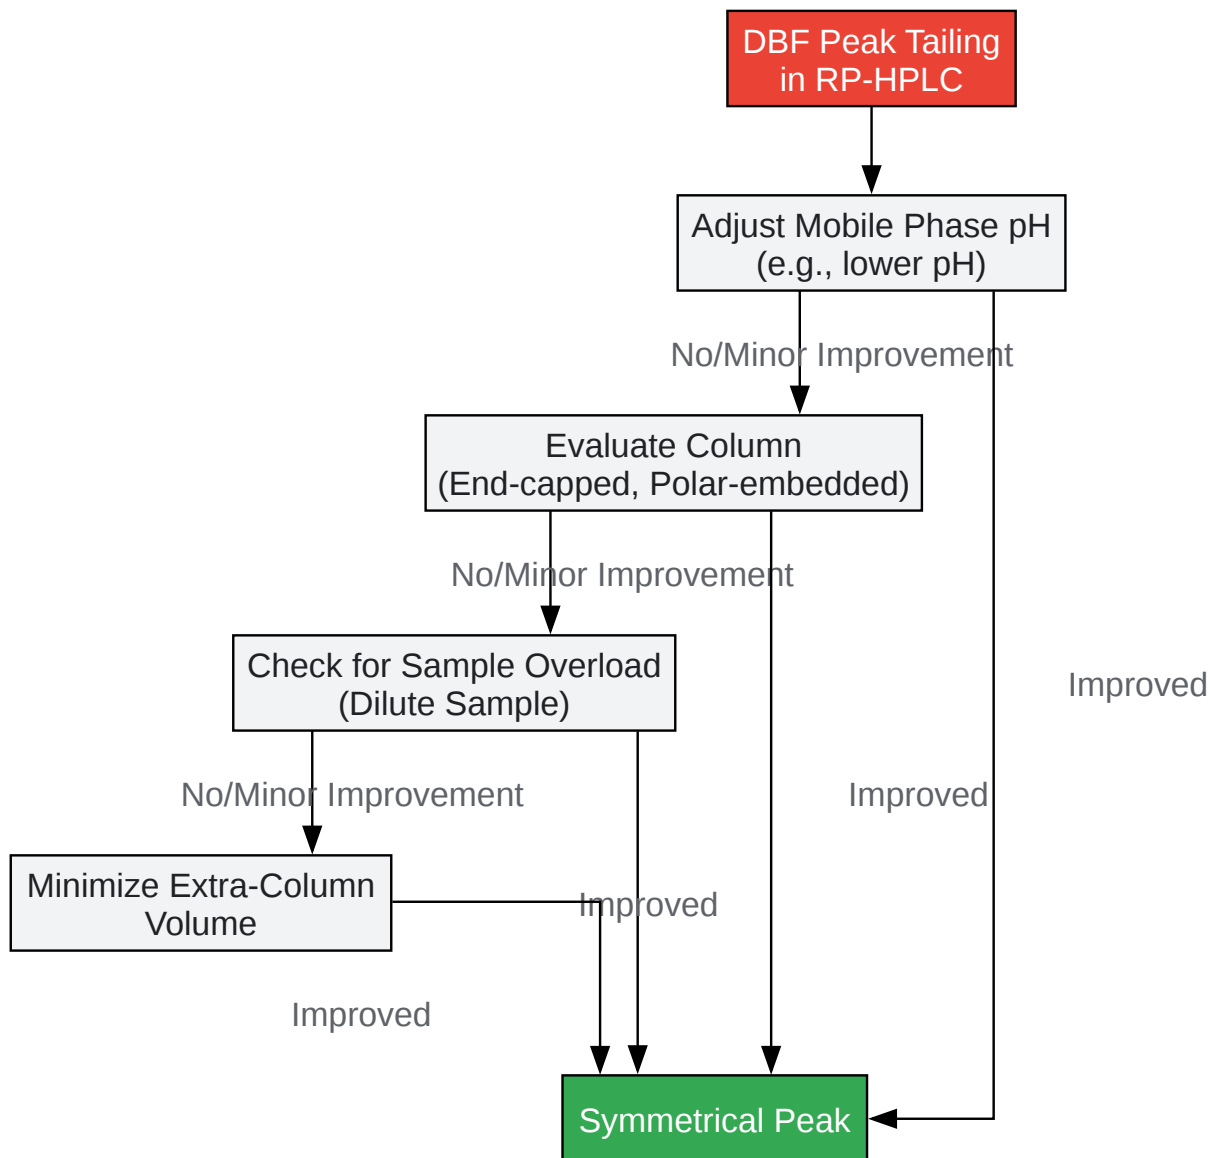 DBF Peak Tailing
in RP-HPLC
Adjust Mobile Phase pH
(e.g., lower pH)
No/Minor Improvement
Evaluate Column
(End-capped, Polar-embedded)
No/Minor Improvement
Check for Sample Overload
(Dilute Sample)
Improved
No/Minor Improvement
Improved
Minimize Extra-Column
Volume
Improved
Improved
Symmetrical Peak